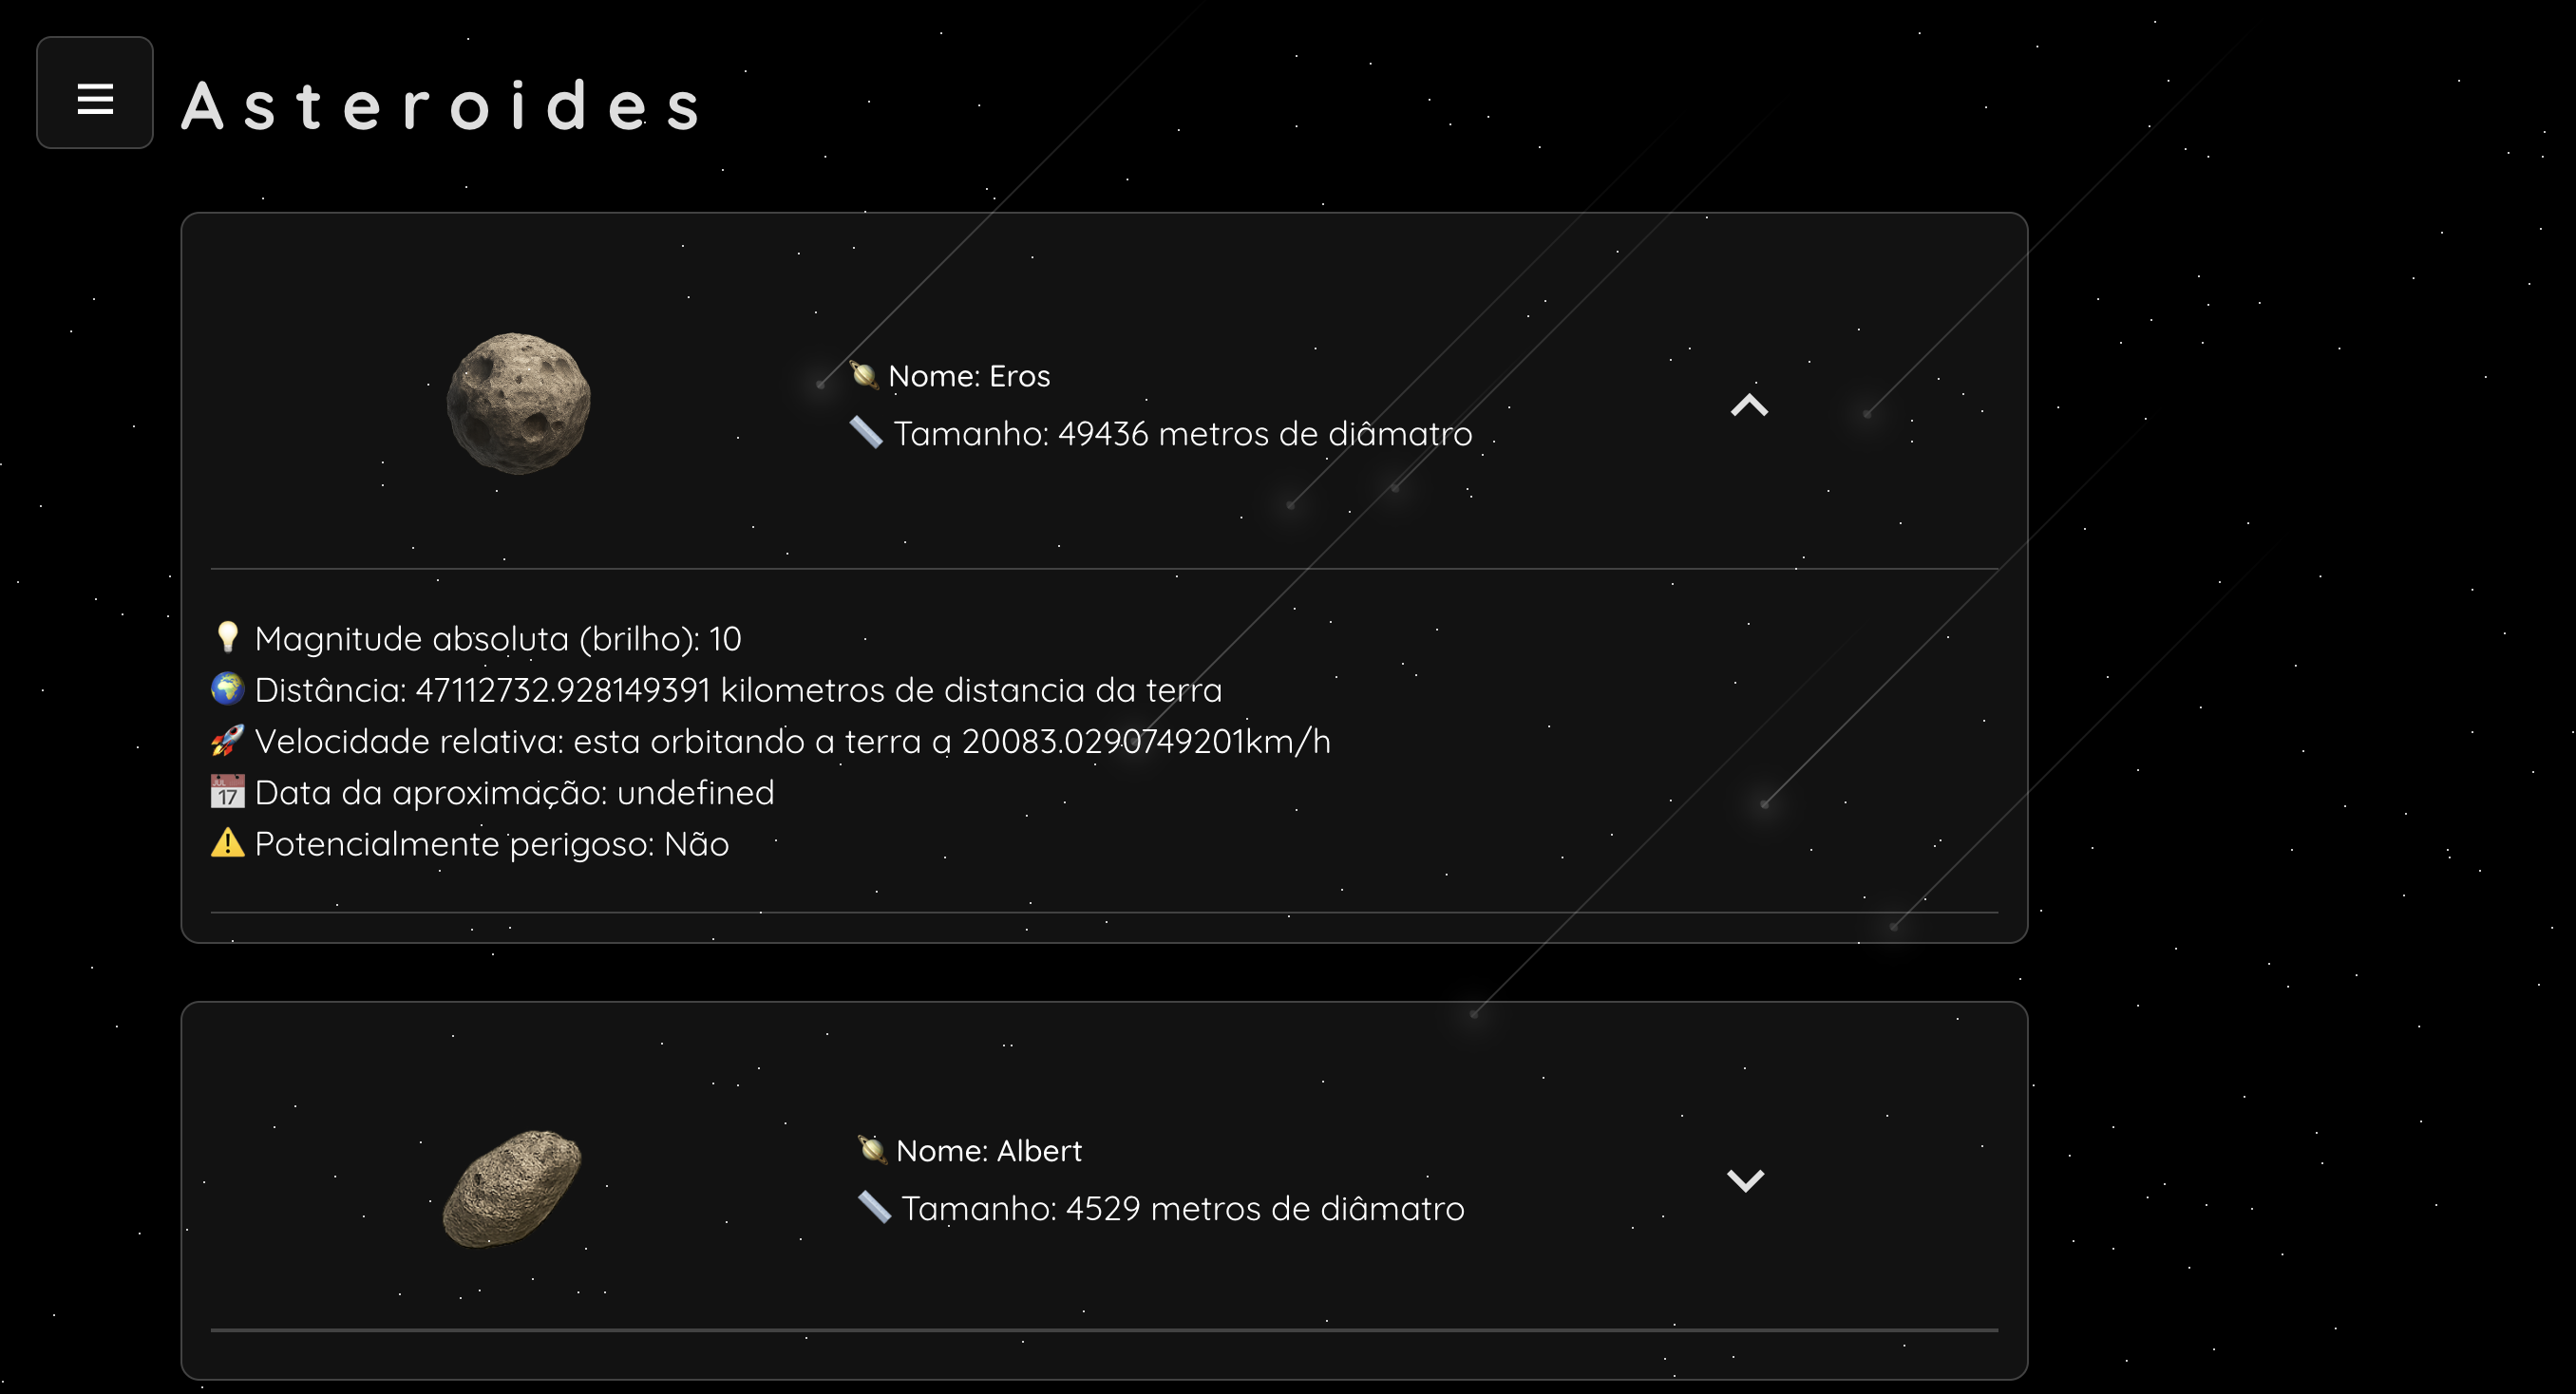 Asteroides
Nome: Eros
Tamanho: 49436 metros de diâmatro
Magnitude absoluta (brilho): 10
Distância: 47112732.928149391 kilometros de distancia da terra
Velocidade relativa: esta orbitando a terra a 20083.0290749201km/h
Data da aproximação: undefined
Potencialmente perigoso: Não
Nome: Albert
Tamanho: 4529 metros de diâmatro